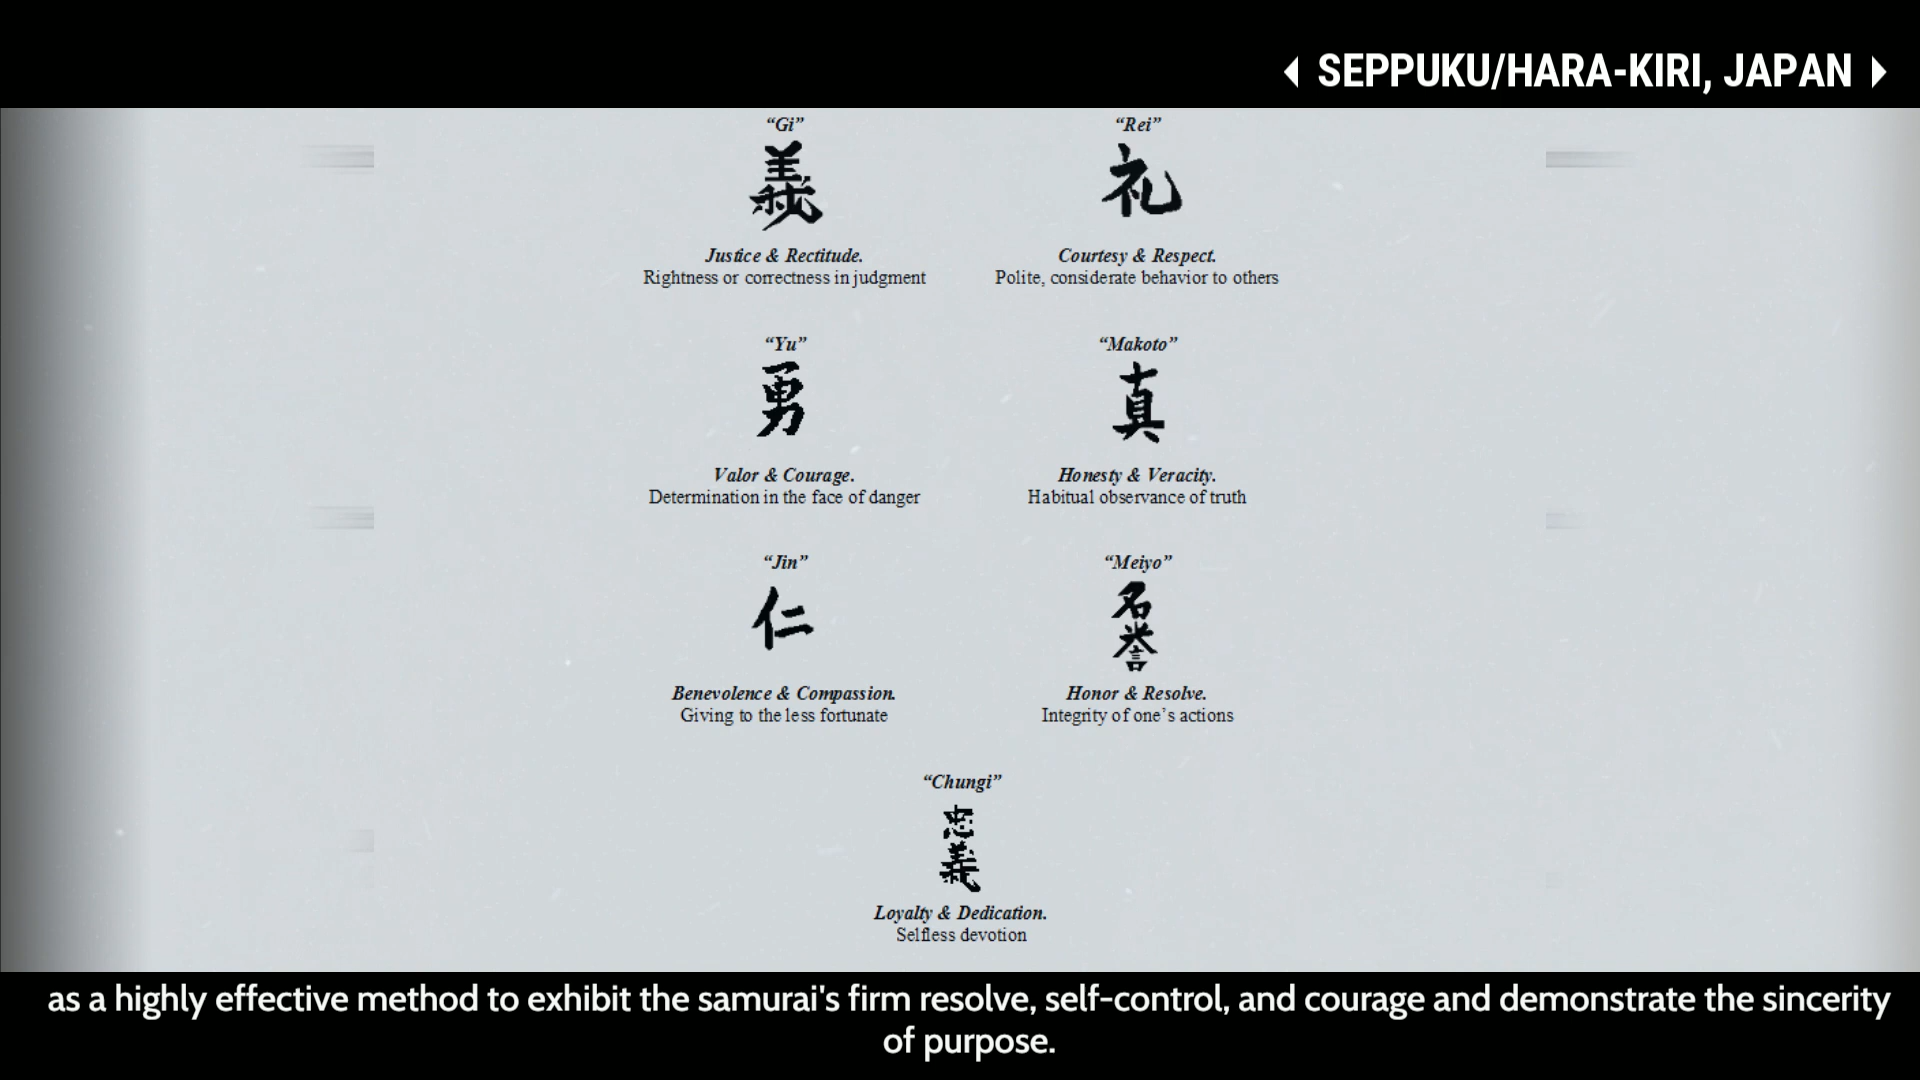 SEPPUKU/HARA-KIRI, JAPAN
“Gi”
義
Justice & Rectitude.
Rightness or correctness in judgment
“Rei”
礼
Courtesy & Respect.
Polite, considerate behavior to others
“Yu”
勇
Valor & Courage.
Determination in the face of danger
“Makoto”
真
Honesty & Veracity.
Habitual observance of truth
“Jin”
仁
Benevolence & Compassion.
Giving to the less fortunate
“Meiyo”
名
誉
Honor & Resolve.
Integrity of one’s actions
“Chungi”
忠
義
Loyalty & Dedication.
Selfless devotion
as a highly effective method to exhibit the samurai's firm resolve, self-control, and courage and demonstrate the sincerity
of purpose.